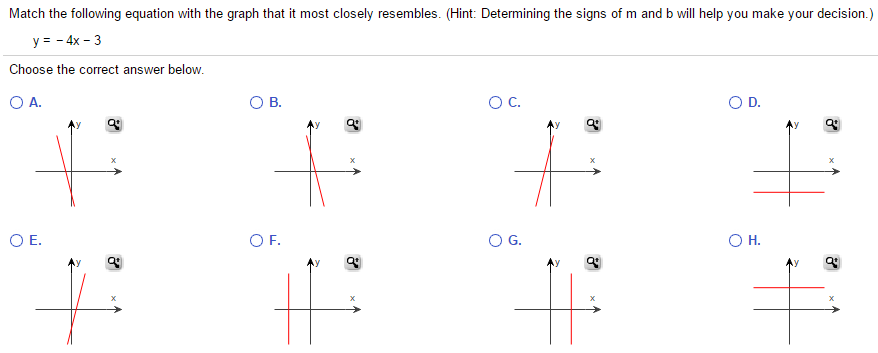 Match the following equation with the graph that it most closely resembles. (Hint: Determining the signs of m and b will help you make your decision.)
y = - 4x - 3
Choose the correct answer below.
A.
B.
C.
D.
y
y
y
y
x
x
x
x
E.
F.
G.
H.
y
y
y
y
x
x
x
x